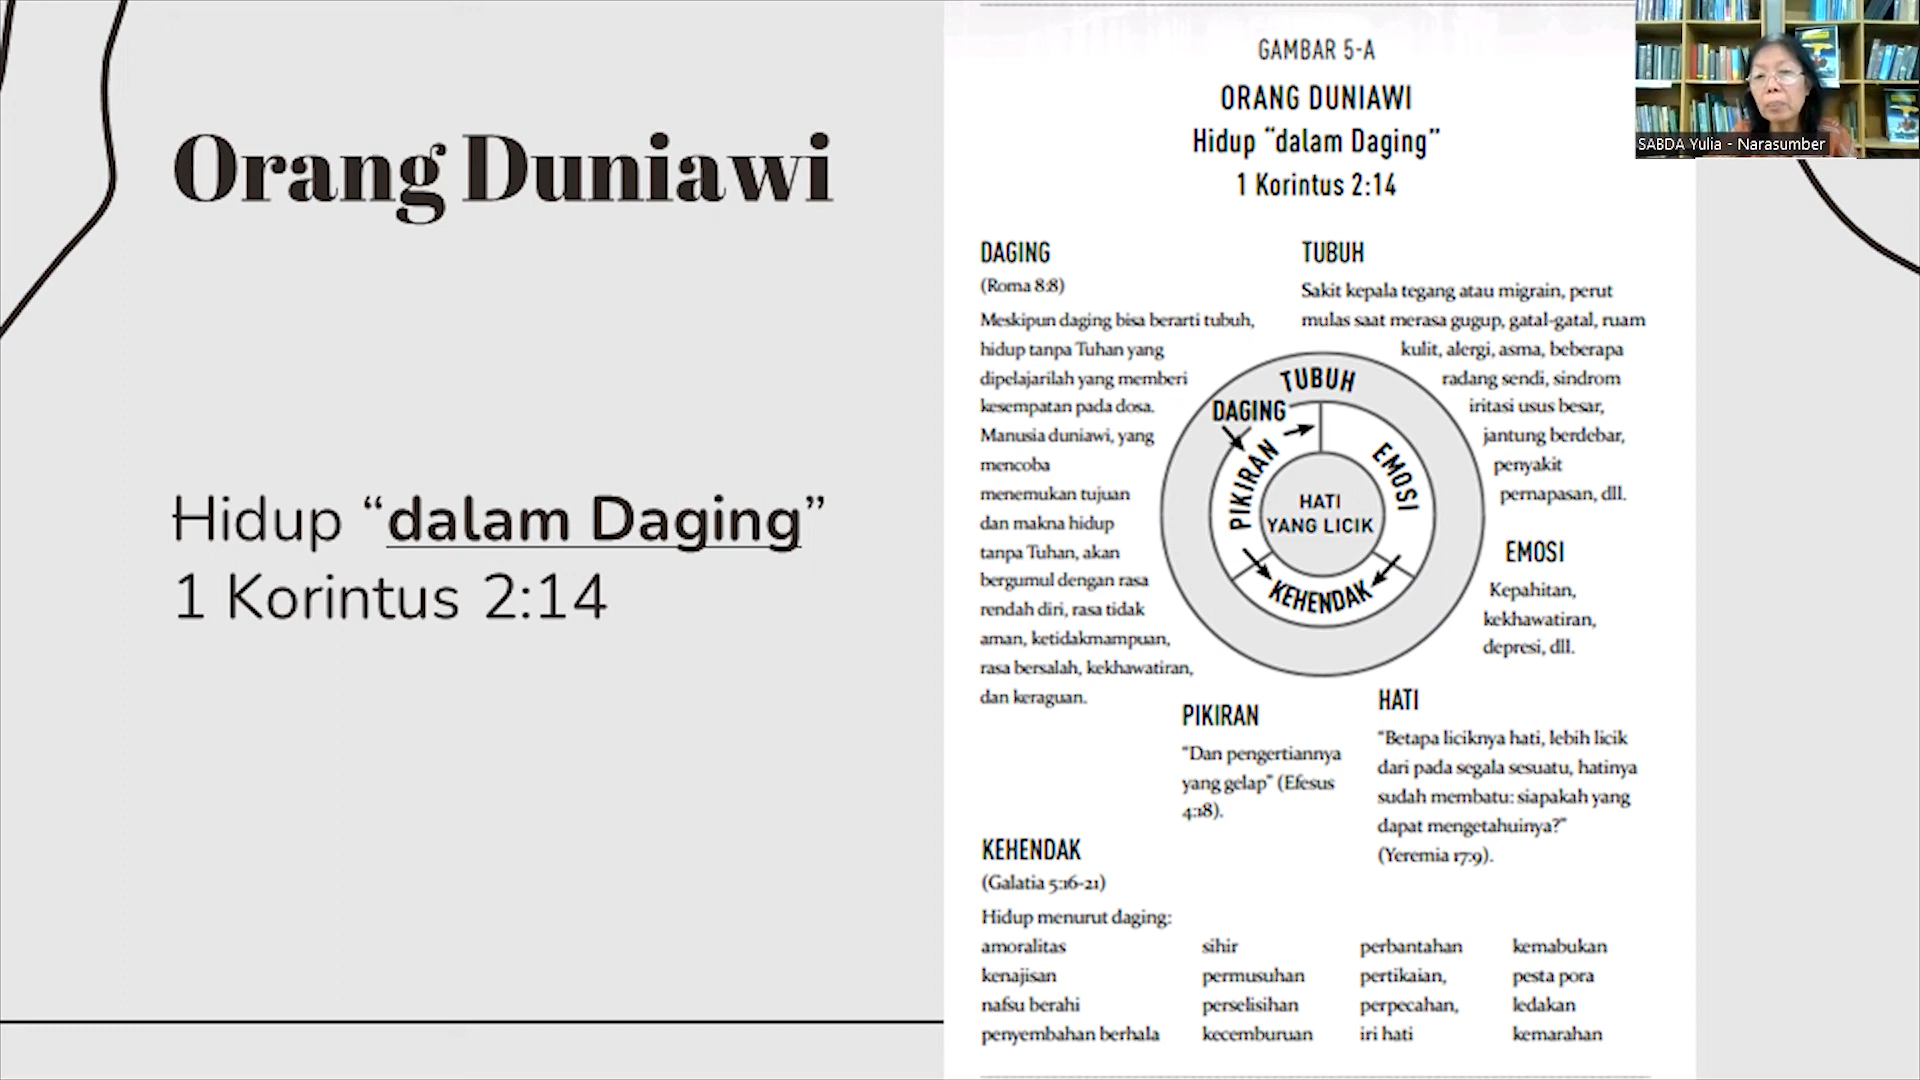 Orang Duniawi
Hidup “dalam Daging”
1 Korintus 2:14
GAMBAR 5-A
ORANG DUNIAWI
Hidup “dalam Daging”
1 Korintus 2:14
DAGING
(Roma 8:8)
Meskipun daging bisa berarti tubuh,
hidup tanpa Tuhan yang
dipelajarilah yang memberi
kesempatan pada dosa.
Manusia duniawi, yang
mencoba
menemukan tujuan
dan makna hidup
tanpa Tuhan, akan
bergumul dengan rasa
rendah diri, rasa tidak
aman, ketidakmampuan,
rasa bersalah, kekhawatiran,
dan keraguan.
TUBUH
Sakit kepala tegang atau migrain, perut
mulas saat merasa gugup, gatal-gatal, ruam
kulit, alergi, asma, beberapa
radang sendi, sindrom
iritasi usus besar,
jantung berdebar,
penyakit
pernapasan, dll.
TUBUH
DAGING
PIKIRAN
EMOSI
HATI
YANG LICIK
KEHENDAK
EMOSI
Kepahitan,
kekhawatiran,
depresi, dll.
PIKIRAN
“Dan pengertiannya
yang gelap” (Efesus
4:18).
HATI
“Betapa liciknya hati, lebih licik
dari pada segala sesuatu, hatinya
sudah membatu: siapakah yang
dapat mengetahuinya?”
(Yeremia 17:9).
KEHENDAK
(Galatia 5:16-21)
Hidup menurut daging:
amoralitas sihir perbantahan kemabukan
kenajisan permusuhan pertikaian, pesta pora
nafsu berahi perselisihan perpecahan, ledakan
penyembahan berhala kecemburuan iri hati kemarahan
SABDA Yulia - Narasumber